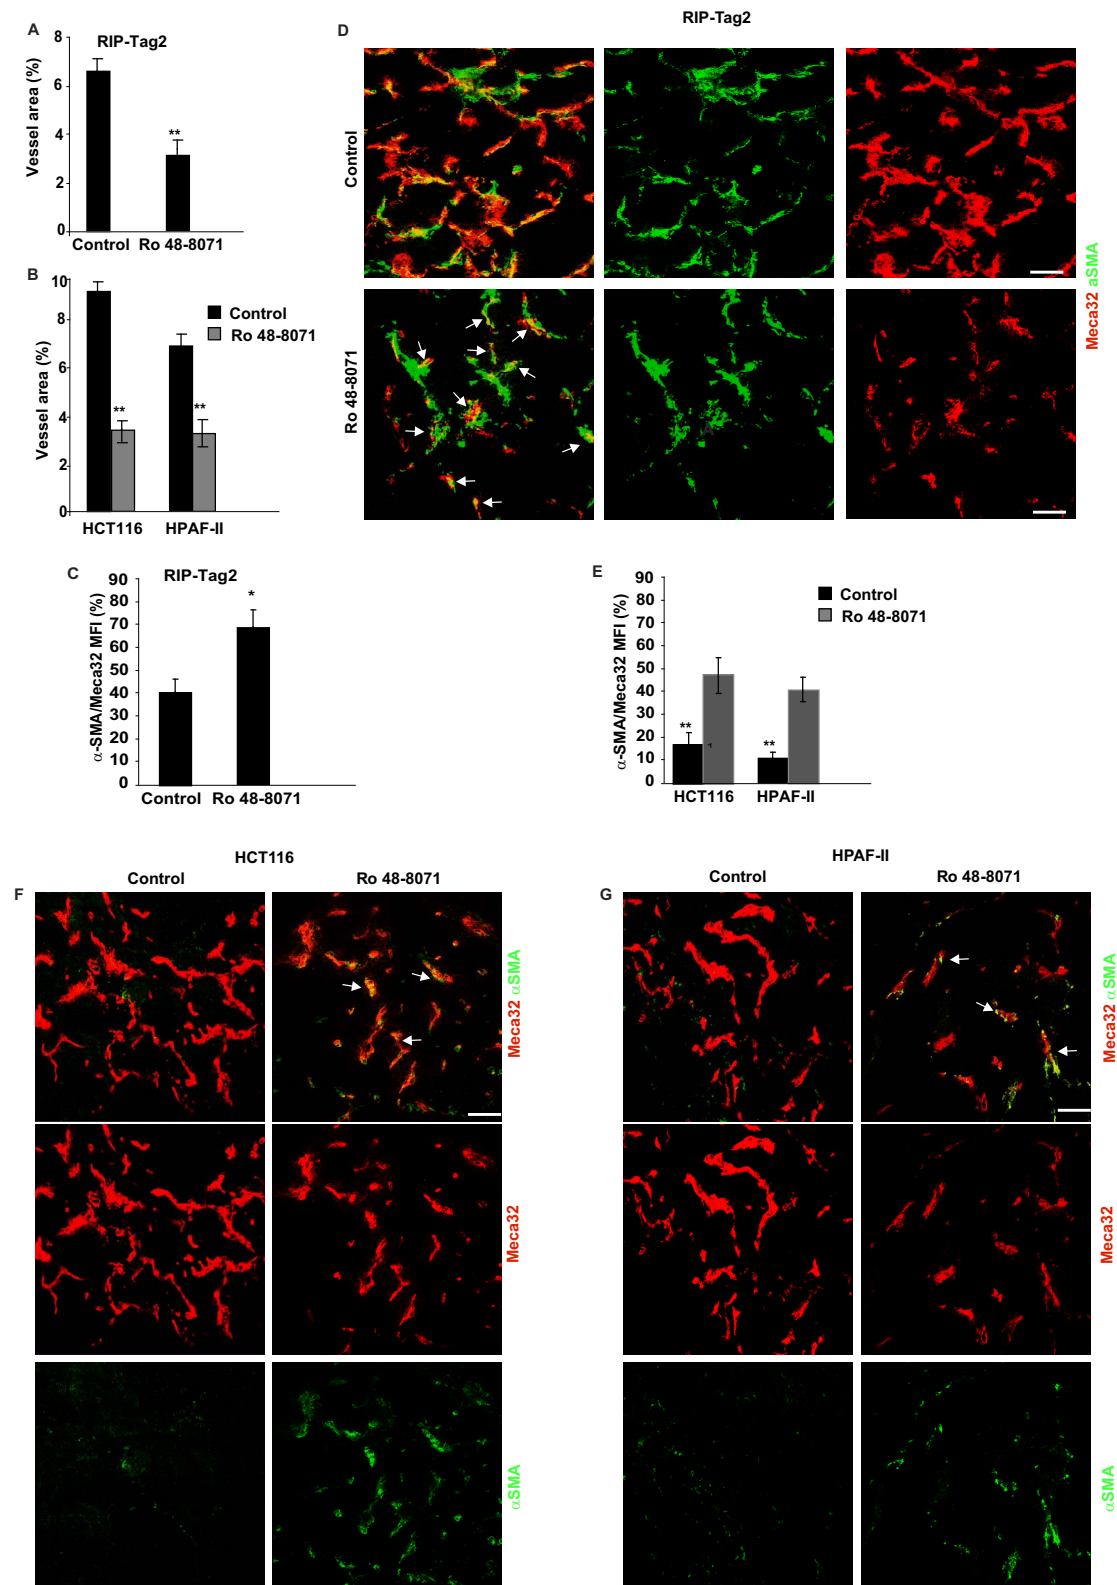 A
RIP-Tag2
Vessel area (%)
8
6
4
2
0
**
Control Ro 48-8071
B
Vessel area (%)
10
8
6
4
2
0
**
**
Control
Ro 48-8071
HCT116 HPAF-II
C
RIP-Tag2
α-SMA/Meca32 MFI (%)
90
80
70
60
50
40
30
20
10
0
*
Control Ro 48-8071
D
RIP-Tag2
Control
Ro 48-8071
Meca32 aSMA
E
α-SMA/Meca32 MFI (%)
90
80
70
60
50
40
30
20
10
0
**
**
Control
Ro 48-8071
HCT116 HPAF-II
F
HCT116
Control Ro 48-8071
Meca32 αSMA
Meca32
αSMA
G
HPAF-II
Control Ro 48-8071
Meca32 αSMA
Meca32
αSMA